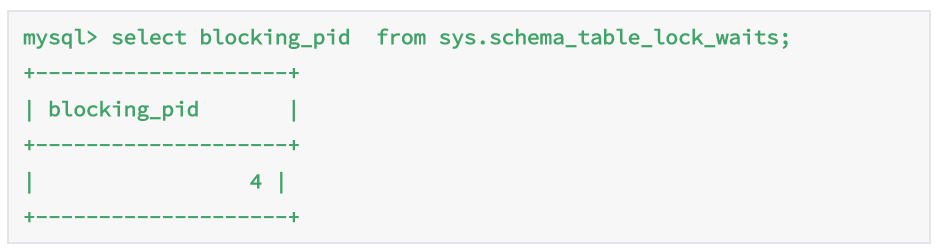 mysql> select blocking_pid  from sys.schema_table_lock_waits;
+--------------------+
| blocking_pid       |
+--------------------+
|                  4 |
+--------------------+